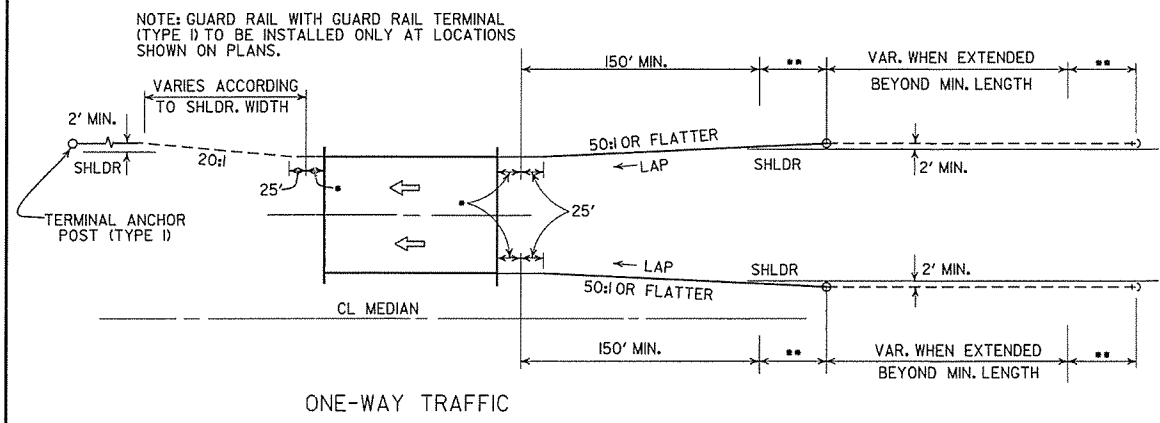 NOTE: GUARD RAIL WITH GUARD RAIL TERMINAL
(TYPE I) TO BE INSTALLED ONLY AT LOCATIONS
SHOWN ON PLANS.
150' MIN.
**
VAR. WHEN EXTENDED
BEYOND MIN. LENGTH
**
VARIES ACCORDING
TO SHLDR. WIDTH
2' MIN.
SHLDR
20:1
25'
*
TERMINAL ANCHOR
POST (TYPE I)
50:1 OR FLATTER
LAP
SHLDR
2' MIN.
*
25'
LAP
SHLDR
2' MIN.
50:1 OR FLATTER
CL MEDIAN
150' MIN.
**
VAR. WHEN EXTENDED
BEYOND MIN. LENGTH
**
ONE-WAY TRAFFIC